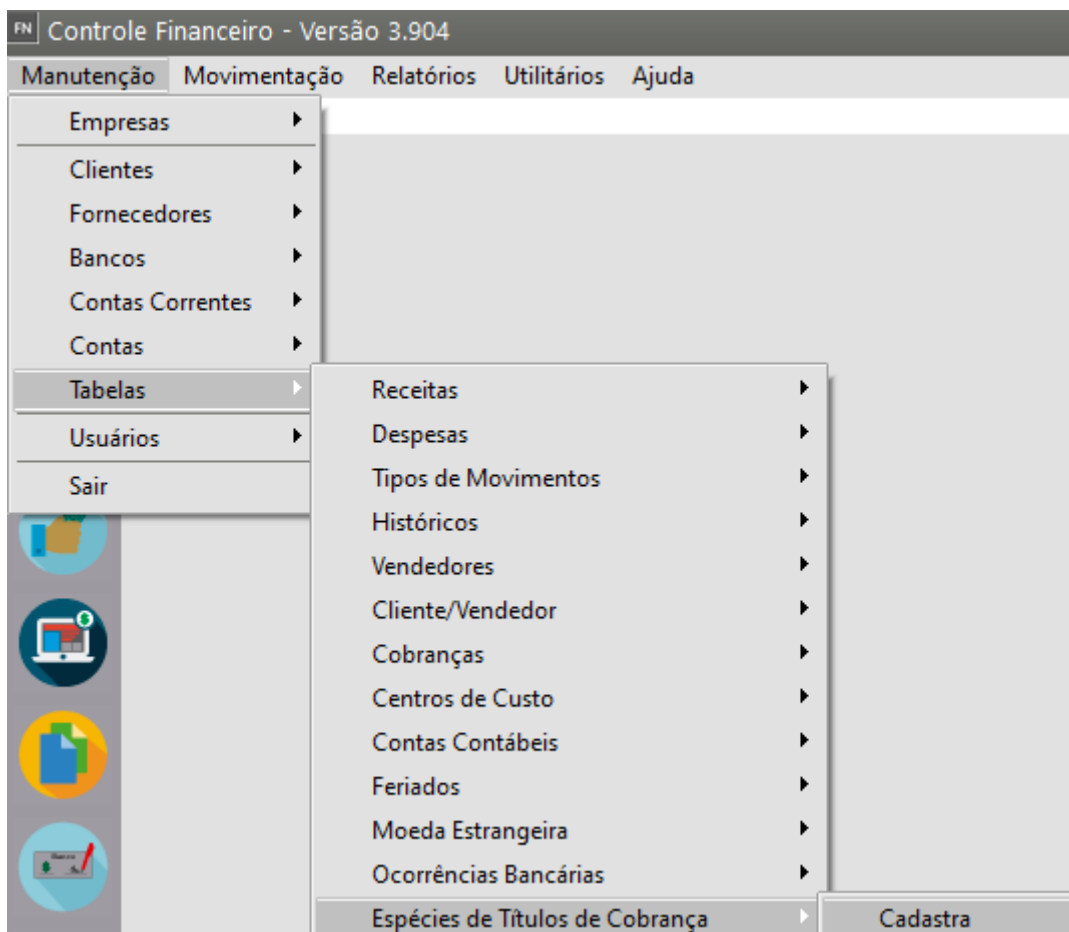 FN Controle Financeiro - Versão 3.904
Manutenção Movimentação Relatórios Utilitários Ajuda
Empresas
Clientes
Fornecedores
Bancos
Contas Correntes
Contas
Tabelas
Usuários
Sair
Receitas
Despesas
Tipos de Movimentos
Históricos
Vendedores
Cliente/Vendedor
Cobranças
Centros de Custo
Contas Contábeis
Feriados
Moeda Estrangeira
Ocorrências Bancárias
Espécies de Títulos de Cobrança
Cadastra